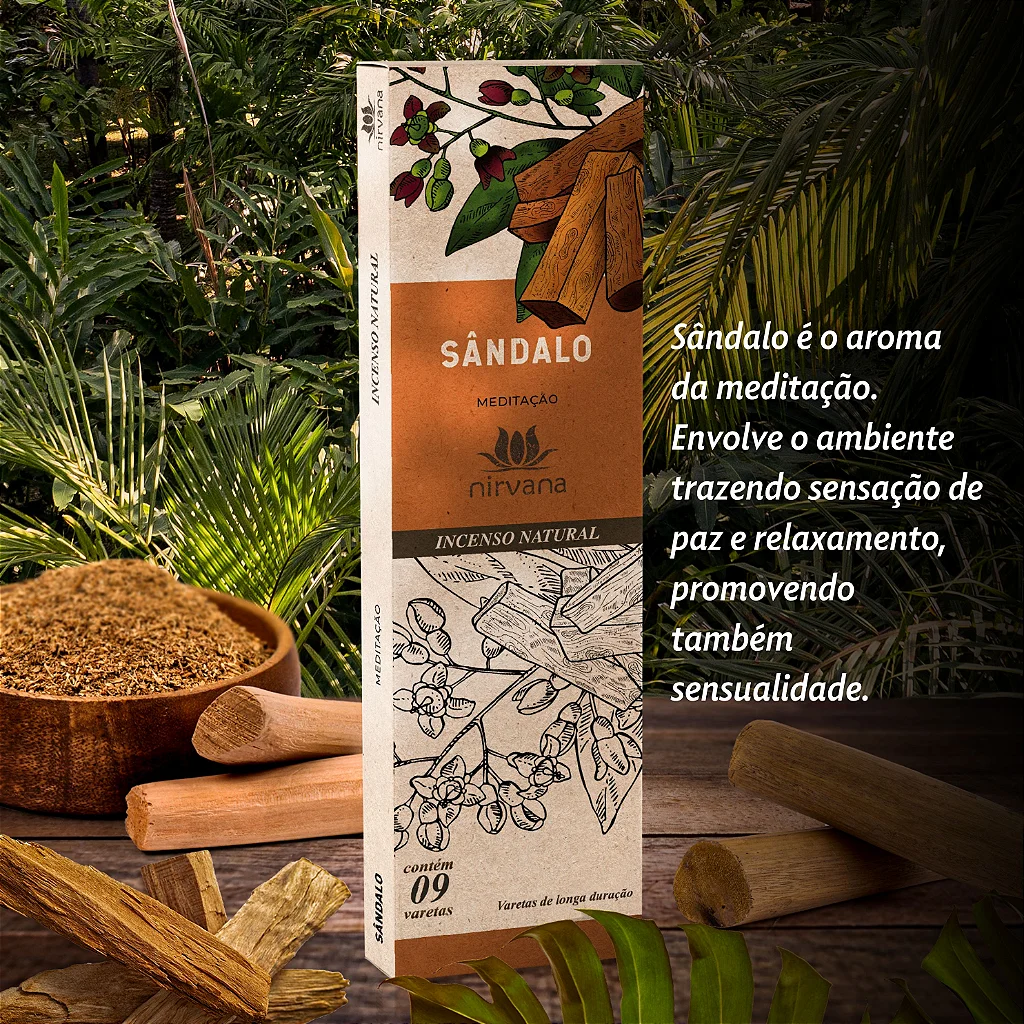 nirvana
INCENSO NATURAL
MEDITAÇÃO
SÂNDALO
SÂNDALO
MEDITAÇÃO
nirvana
INCENSO NATURAL
contém
09
varetas
Varetas de longa duração
Sândalo é o aroma
da meditação.
Envolve o ambiente
trazendo sensação de
paz e relaxamento,
promovendo
também
sensualidade.